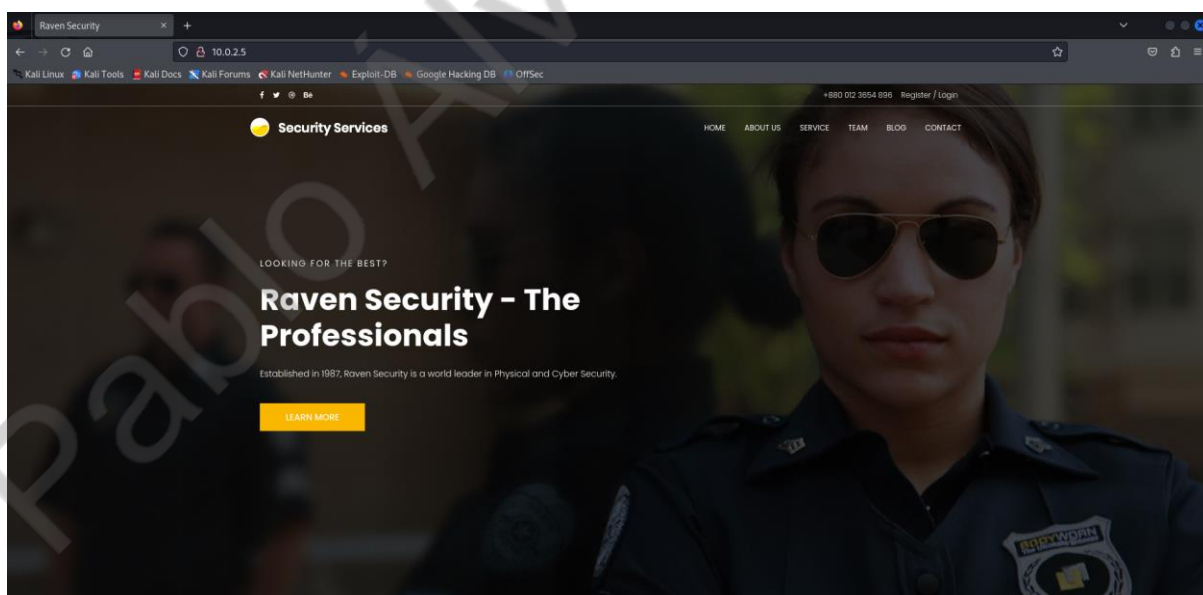 Raven Security
10.0.2.5
Kali Linux Kali Tools Kali Docs Kali Forums Kali NetHunter Exploit-DB Google Hacking DB OffSec
+880 012 3654 896 Register / Login
Security Services
HOME ABOUT US SERVICE TEAM BLOG CONTACT
LOOKING FOR THE BEST?
Raven Security - The
Professionals
Established in 1987, Raven Security is a world leader in Physical and Cyber Security.
LEARN MORE
BODYWORN
Pablo Ál